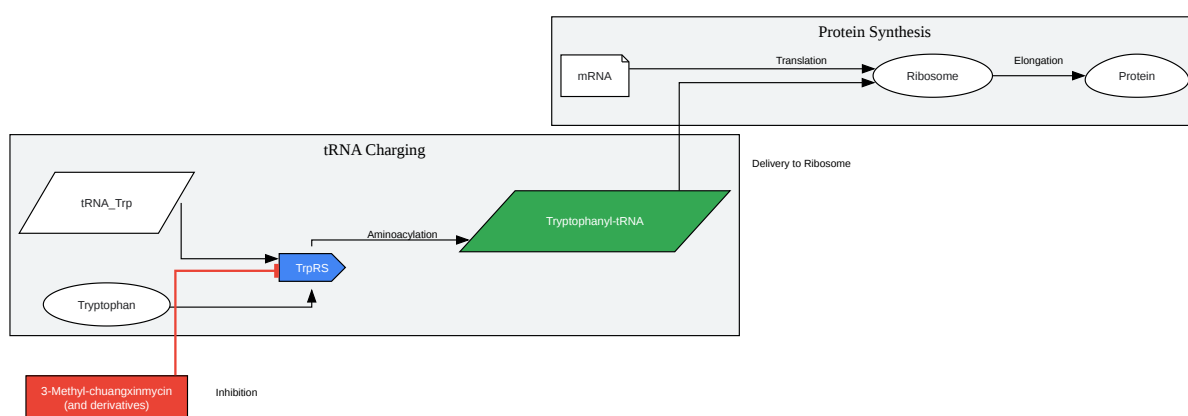 Protein Synthesis
mRNA
Translation
Ribosome
Elongation
Protein
tRNA Charging
Delivery to Ribosome
tRNA_Trp
Tryptophanyl-tRNA
Aminoacylation
TrpRS
Tryptophan
3-Methyl-chuangxinmycin
(and derivatives)
Inhibition